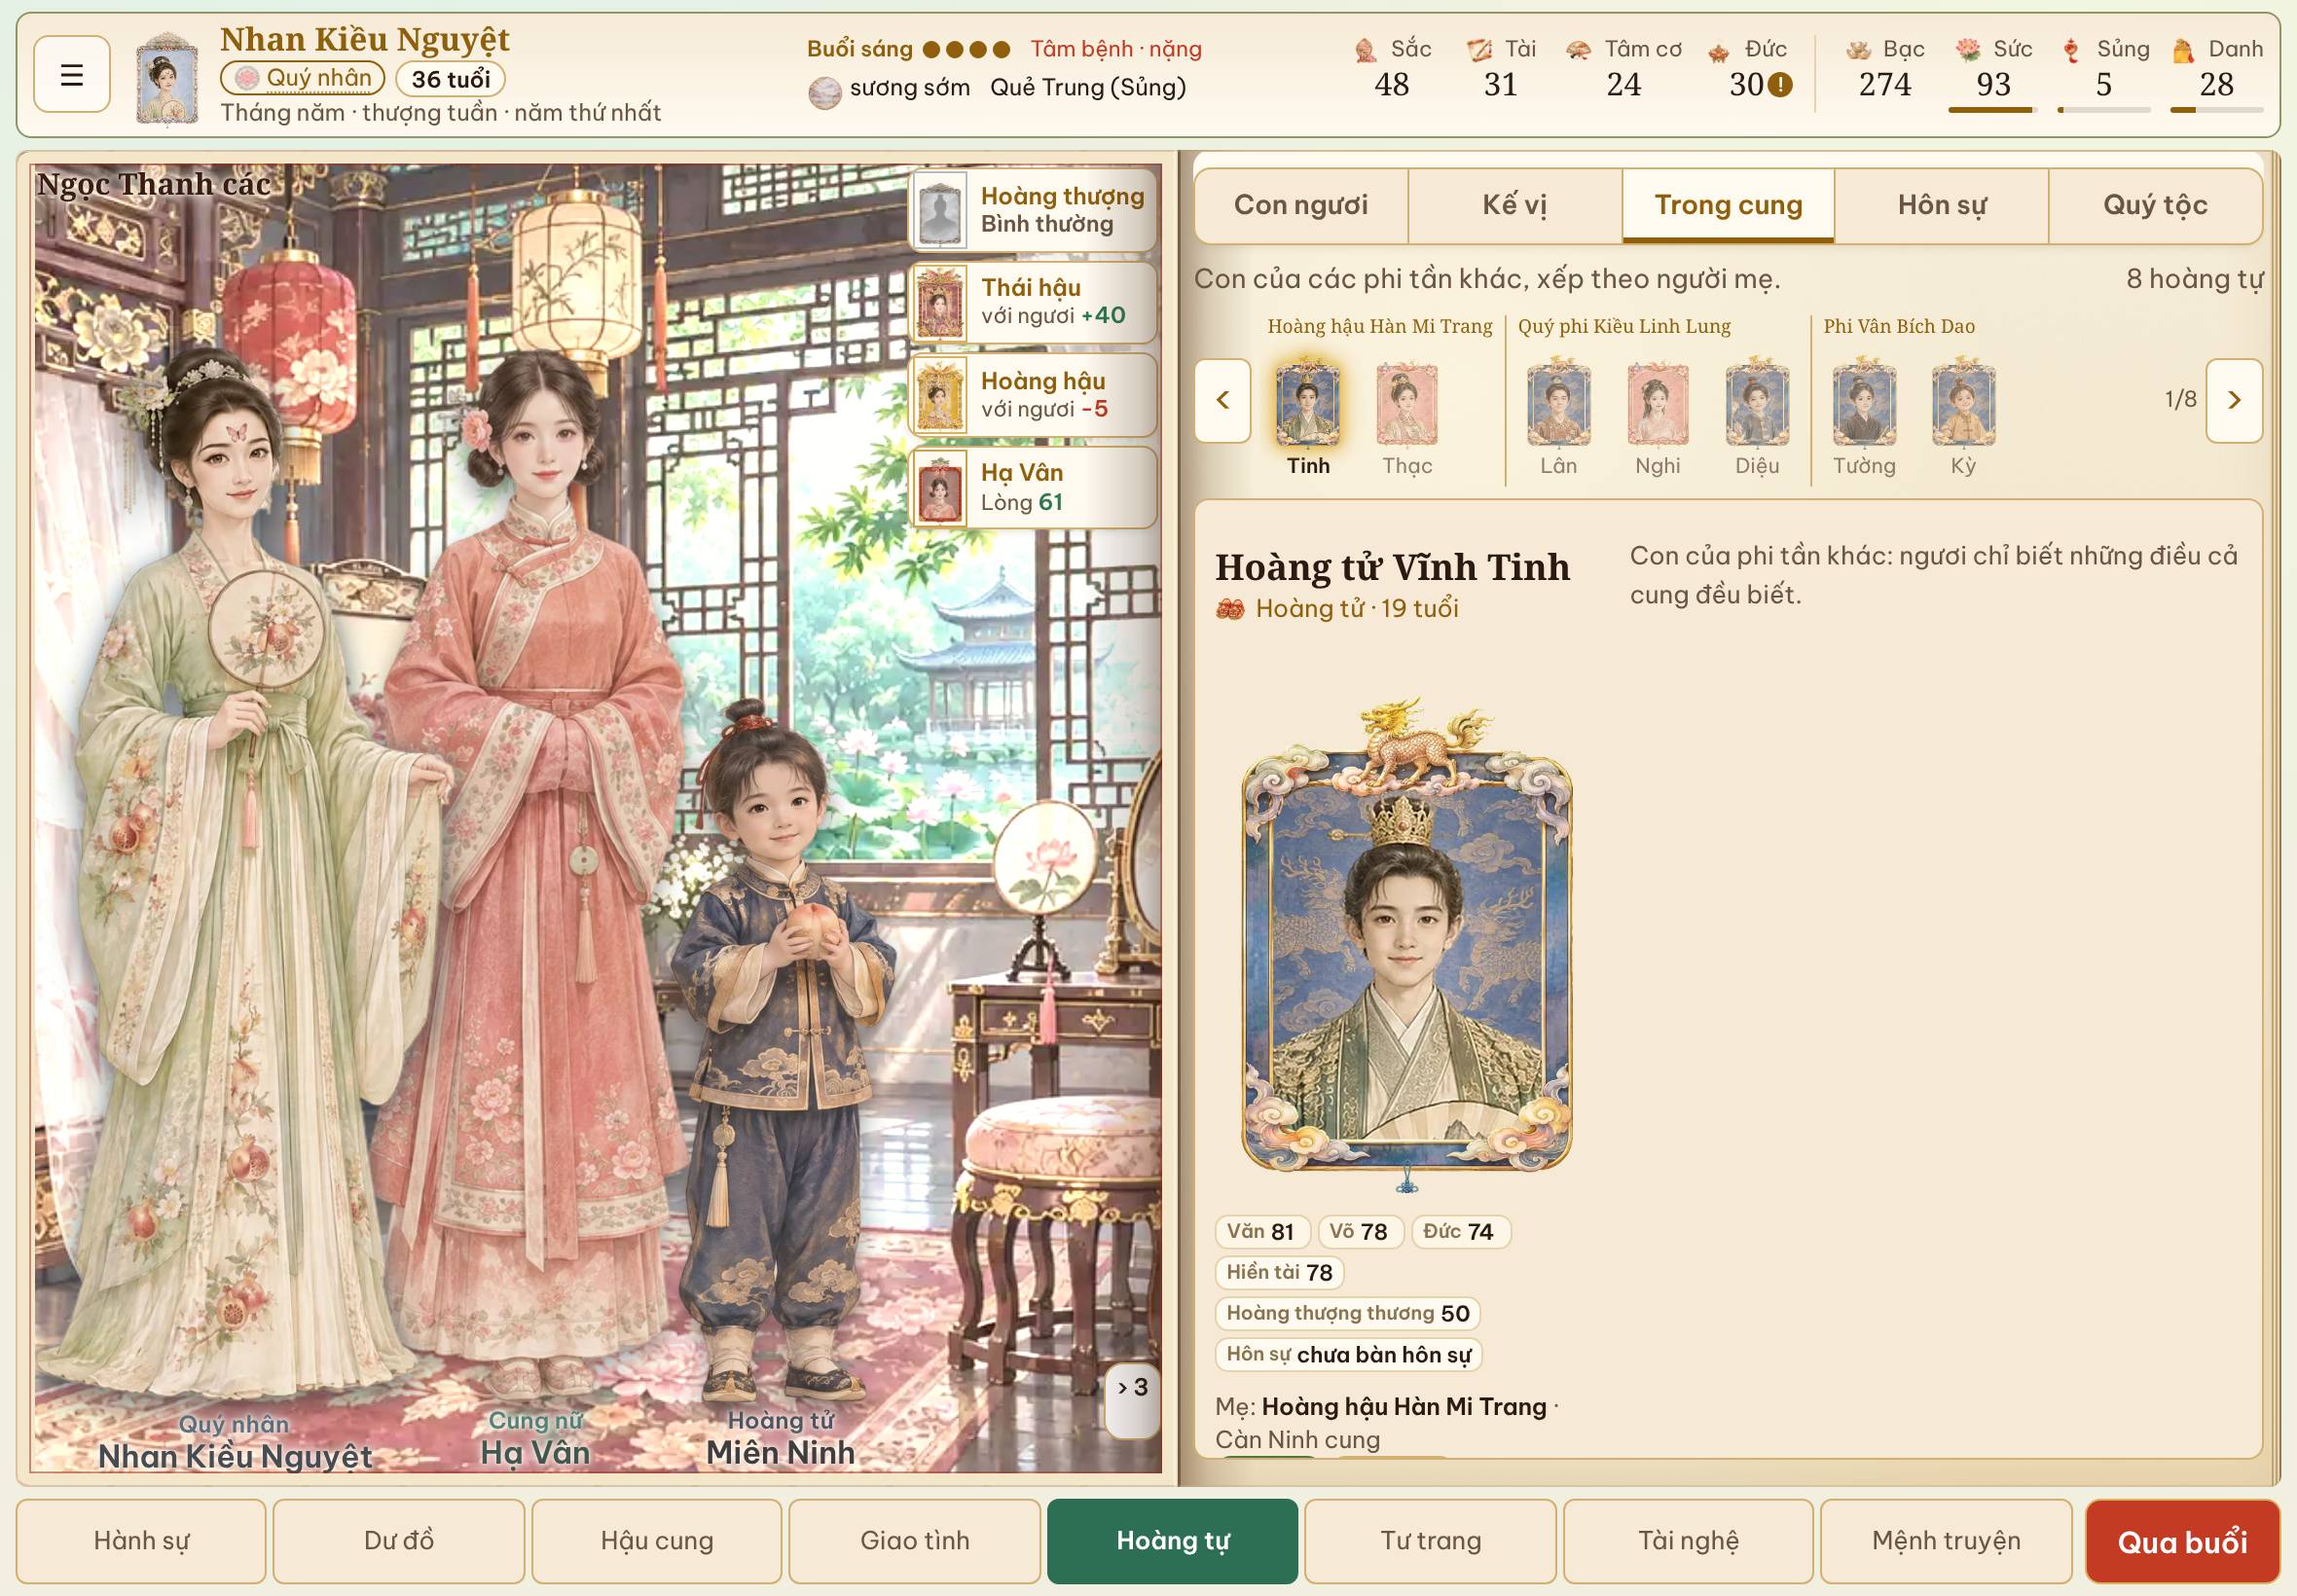 ☰
Nhan Kiều Nguyệt
Quý nhân
36 tuổi
Tháng năm · thượng tuần · năm thứ nhất
Buổi sáng
Tâm bệnh · nặng
sương sớm
Quẻ Trung (Sủng)
Sắc
48
Tài
31
Tâm cơ
24
Đức
30
!
Bạc
274
Sức
93
Sủng
5
Danh
28
Ngọc Thanh các
Hoàng thượng
Bình thường
Thái hậu
với ngươi +40
Hoàng hậu
với ngươi -5
Hạ Vân
Lòng 61
› 3
Quý nhân
Nhan Kiều Nguyệt
Cung nữ
Hạ Vân
Hoàng tử
Miên Ninh
Con ngươi
Kế vị
Trong cung
Hôn sự
Quý tộc
Con của các phi tần khác, xếp theo người mẹ.
8 hoàng tự
Hoàng hậu Hàn Mi Trang
Quý phi Kiều Linh Lung
Phi Vân Bích Dao
‹
Tinh
Thạc
Lân
Nghi
Diệu
Tường
Kỳ
1/8
›
Hoàng tử Vĩnh Tinh
Hoàng tử · 19 tuổi
Con của phi tần khác: ngươi chỉ biết những điều cả
cung đều biết.
Văn 81
Võ 78
Đức 74
Hiền tài 78
Hoàng thượng thương 50
Hôn sự chưa bàn hôn sự
Mẹ: Hoàng hậu Hàn Mi Trang ·
Càn Ninh cung
Hành sự
Dư đồ
Hậu cung
Giao tình
Hoàng tự
Tư trang
Tài nghệ
Mệnh truyện
Qua buổi